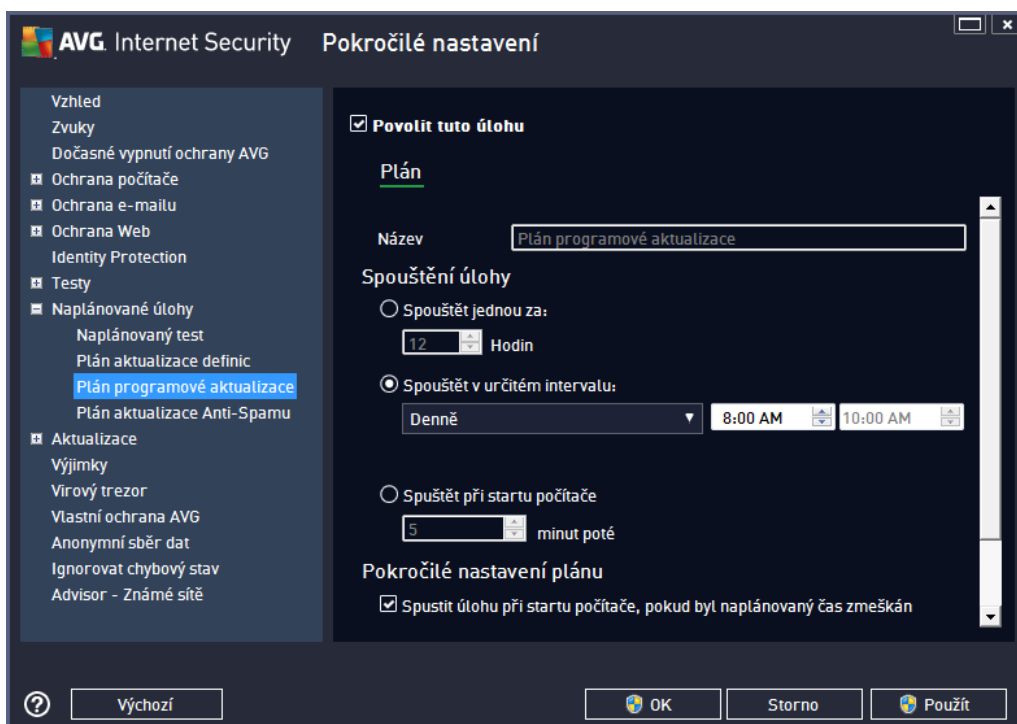 AVG. Internet Security Pokročilé nastavení
Vzhled
Zvuky
Dočasné vypnutí ochrany AVG
Ochrana počítače
Ochrana e-mailu
Ochrana Web
Identity Protection
Testy
Naplánované úlohy
Naplánovaný test
Plán aktualizace definic
Plán programové aktualizace
Plán aktualizace Anti-Spamu
Aktualizace
Výjimky
Virový trezor
Vlastní ochrana AVG
Anonymní sběr dat
Ignorovat chybový stav
Advisor - Známé sítě
Povolit tuto úlohu
Plán
Název Plán programové aktualizace
Spouštění úlohy
Spouštět jednou za:
12 Hodin
Spouštět v určitém intervalu:
Denně 8:00 AM 10:00 AM
Spuštět při startu počítače
5 minut poté
Pokročilé nastavení plánu
Spustit úlohu při startu počítače, pokud byl naplánovaný čas zmeškán
? Výchozí OK Storno Použít